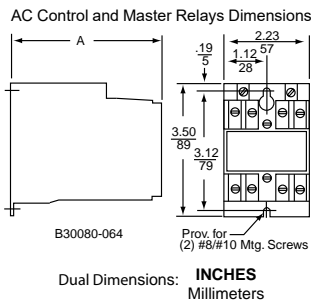 AC Control and Master Relays Dimensions
A
2.23
57
.19
5
1.12
28
3.50
89
3.12
79
B30080-064
Prov. for
(2) #8/#10 Mtg. Screws
Dual Dimensions: INCHES
Millimeters